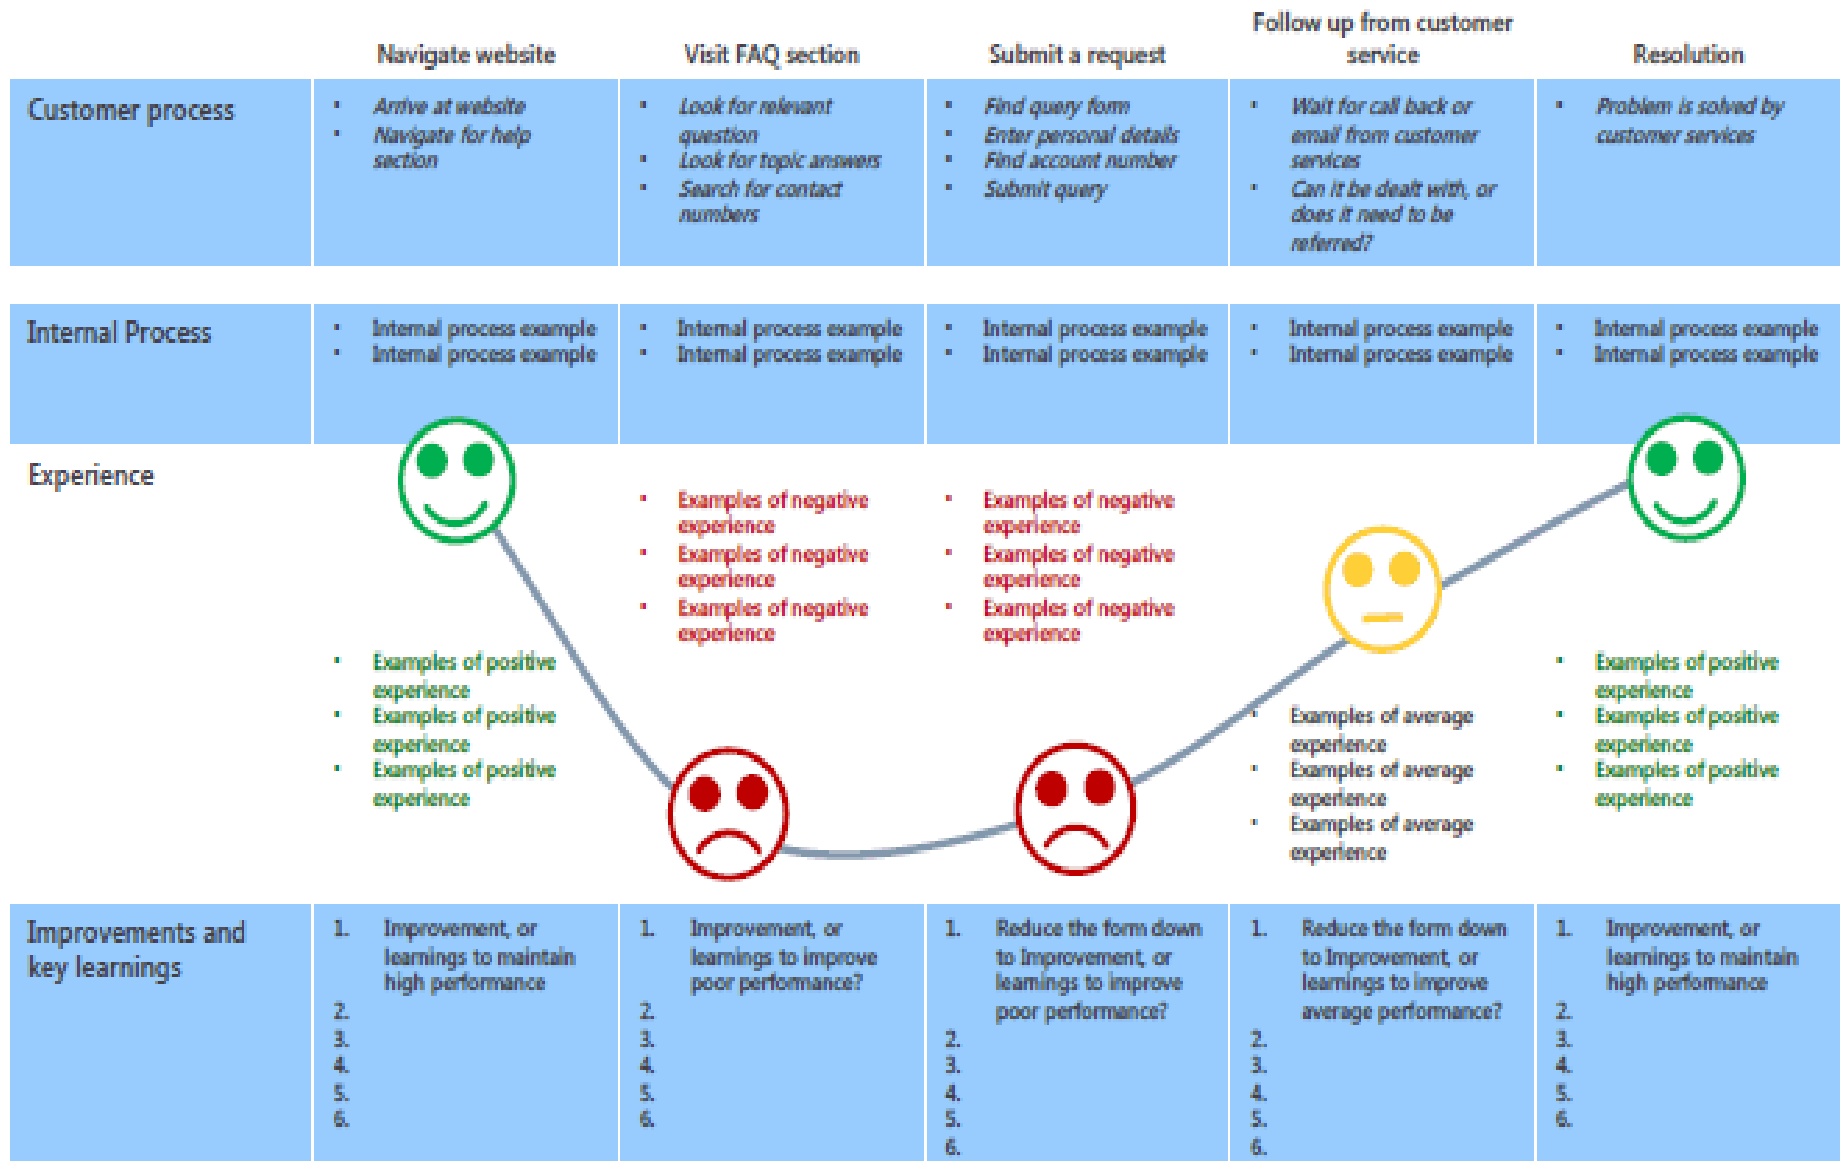 Navigate website
Visit FAQ section
Submit a request
Follow up from customer
service
Resolution
Customer process
• Arrive at website
• Navigate for help
section
• Look for relevant
question
• Look for topic answers
• Search for contact
numbers
• Find query form
• Enter personal details
• Find account number
• Submit query
• Wait for call back or
email from customer
services
• Can it be dealt with, or
does it need to be
referred?
• Problem is solved by
customer services
Internal Process
• Internal process example
• Internal process example
• Internal process example
• Internal process example
• Internal process example
• Internal process example
• Internal process example
• Internal process example
• Internal process example
• Internal process example
Experience
• Examples of positive
experience
• Examples of positive
experience
• Examples of positive
experience
• Examples of negative
experience
• Examples of negative
experience
• Examples of negative
experience
• Examples of negative
experience
• Examples of negative
experience
• Examples of negative
experience
• Examples of average
experience
• Examples of average
experience
• Examples of average
experience
• Examples of positive
experience
• Examples of positive
experience
• Examples of positive
experience
Improvements and
key learnings
1. Improvement, or
learnings to maintain
high performance
2.
3.
4.
5.
6.
1. Improvement, or
learnings to improve
poor performance?
2.
3.
4.
5.
6.
1. Reduce the form down
to Improvement, or
learnings to improve
poor performance?
2.
3.
4.
5.
6.
1. Reduce the form down
to Improvement, or
learnings to improve
average performance?
2.
3.
4.
5.
6.
1. Improvement, or
learnings to maintain
high performance
2.
3.
4.
5.
6.